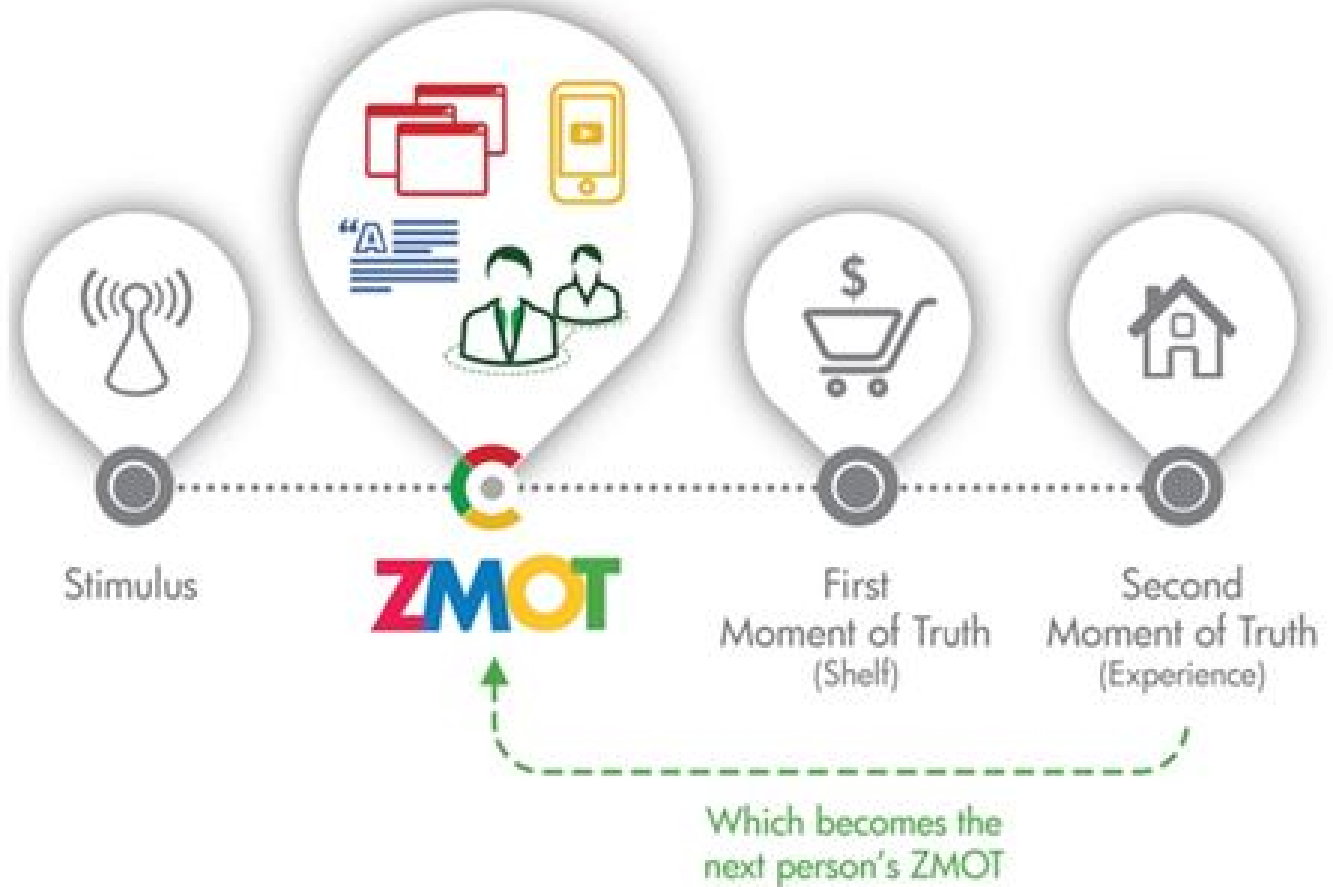 “A
$
Stimulus
ZMOT
First
Moment of Truth
(Shelf)
Second
Moment of Truth
(Experience)
Which becomes the
next person's ZMOT